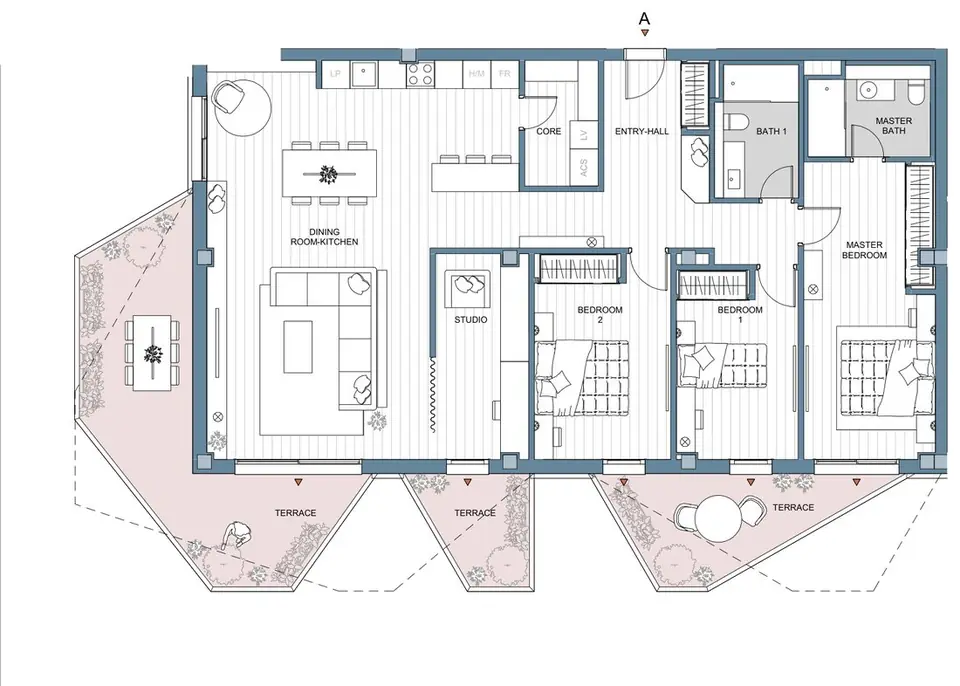 A
LP
H/M
FR
CORE
LV
ACS
ENTRY-HALL
BATH 1
MASTER
BATH
DINING
ROOM-KITCHEN
MASTER
BEDROOM
STUDIO
BEDROOM
2
BEDROOM
1
TERRACE
TERRACE
TERRACE